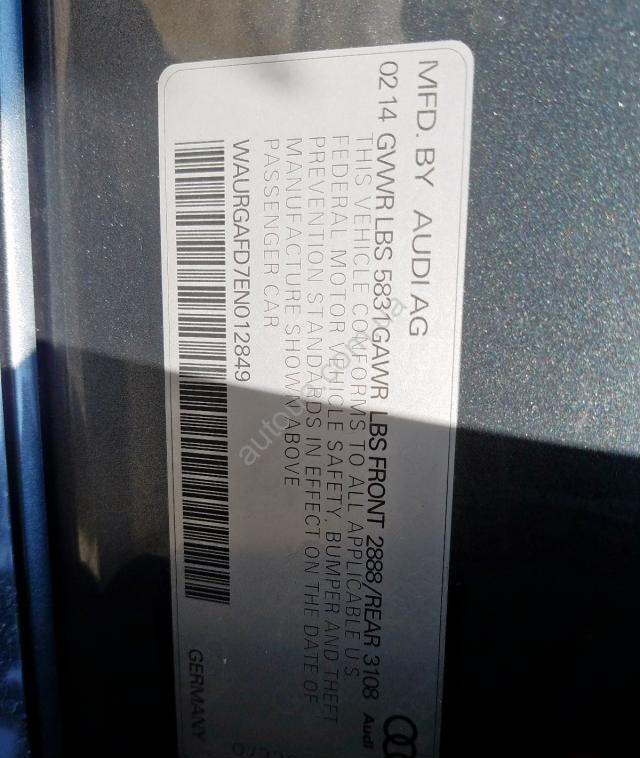 MFD. BY AUDI AG
0214 GVWR LBS 5831 GAWR LBS FRONT 2888/REAR 3108
THIS VEHICLE CONFORMS TO ALL APPLICABLE U S
FEDERAL MOTOR VEHICLE SAFETY, BUMPER AND THEFT
PREVENTION STANDARDS IN EFFECT ON THE DATE OF
MANUFACTURE SHOWN ABOVE
PASSENGER CAR
WAURGAFD7EN012849
GERMANY
Audi